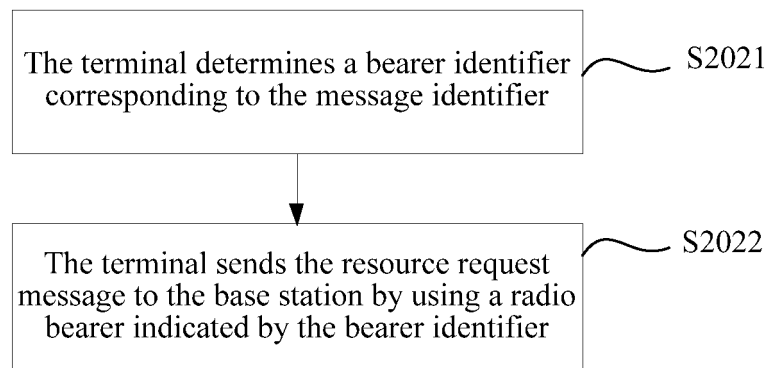 The terminal determines a bearer identifier
corresponding to the message identifier
S2021
The terminal sends the resource request
message to the base station by using a radio
bearer indicated by the bearer identifier
S2022